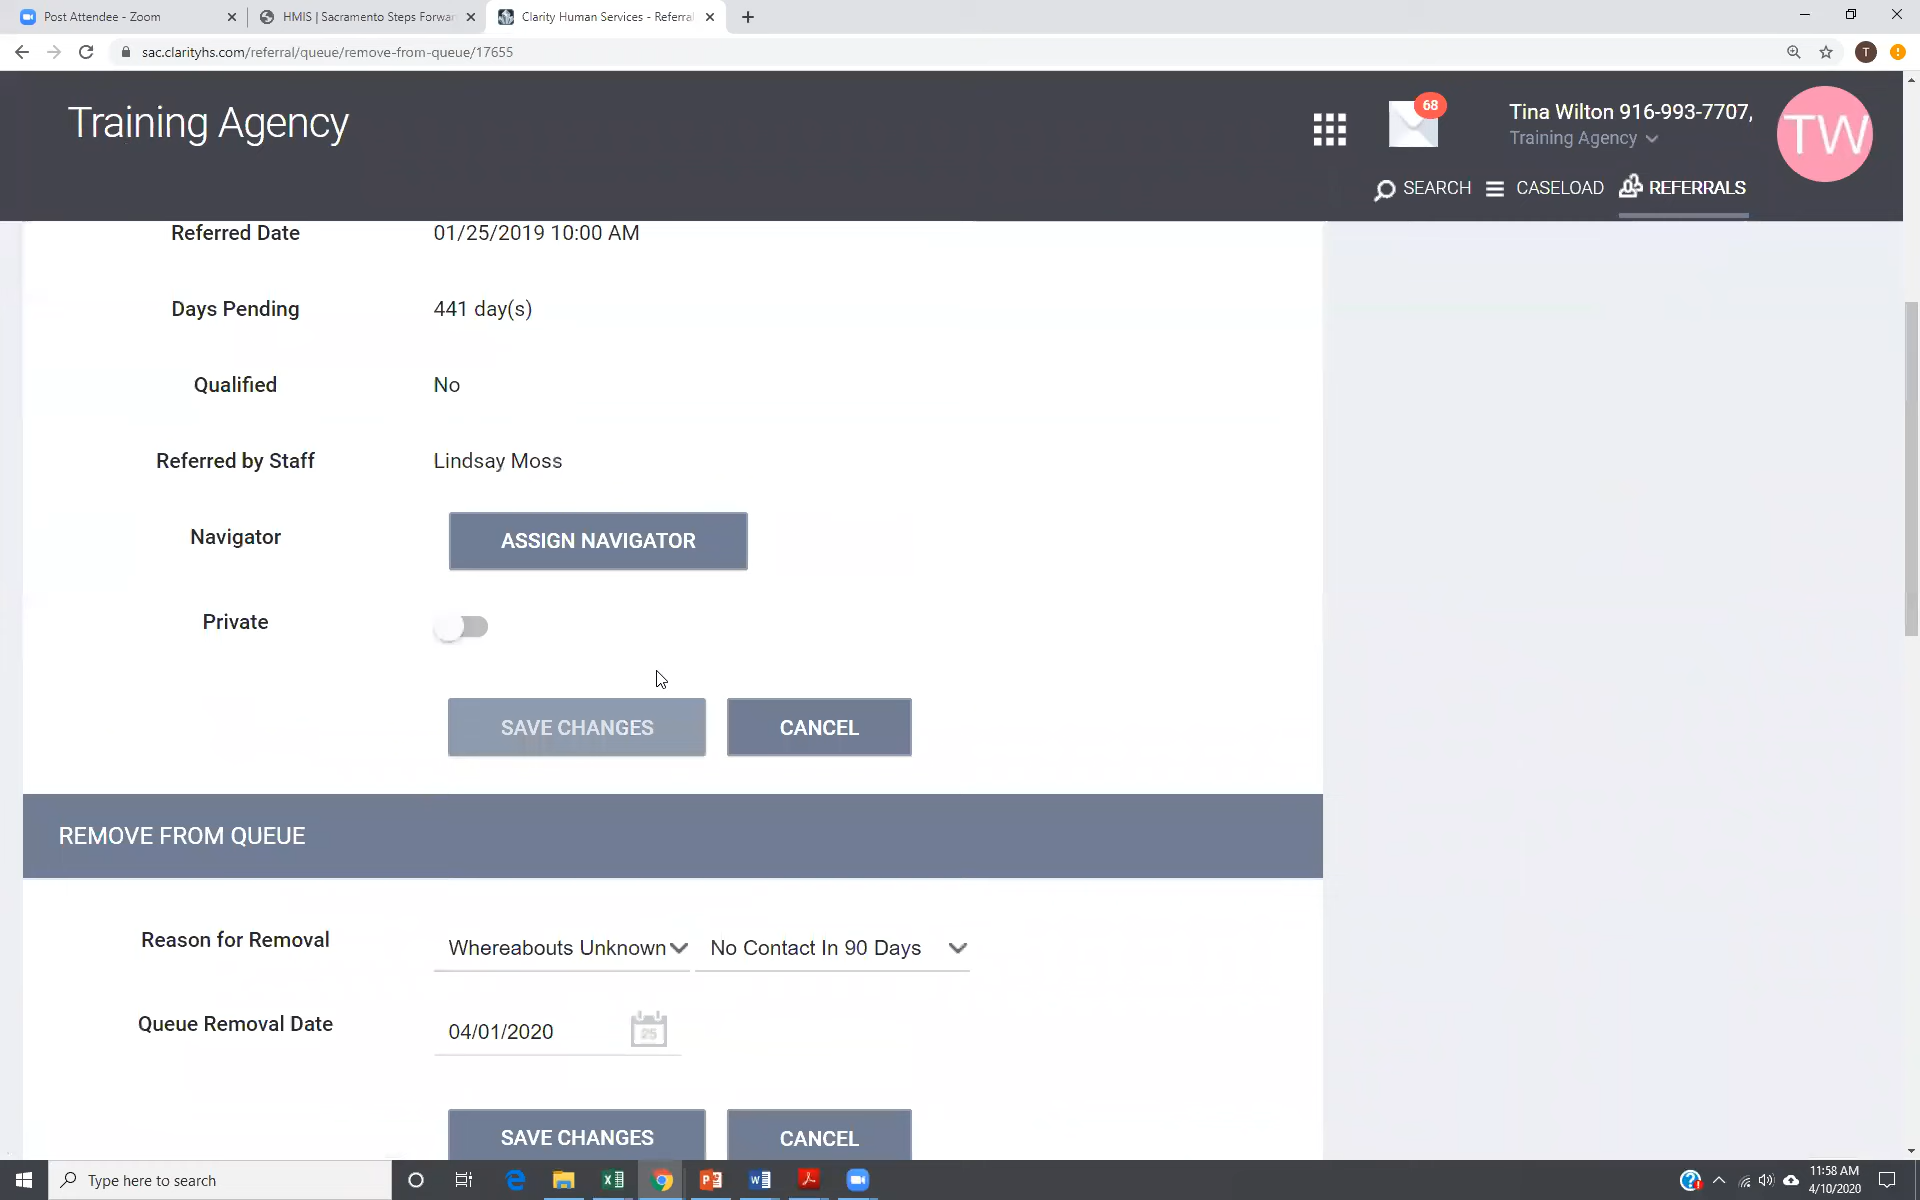 Post Attendee - Zoom
HMIS | Sacramento Steps Forwar
Clarity Human Services - Referral
sac.clarityhs.com/referral/queue/remove-from-queue/17655
T
Training Agency
68
Tina Wilton 916-993-7707,
Training Agency
TW
SEARCH
CASELOAD
REFERRALS
Referred Date 01/25/2019 10:00 AM
Days Pending 441 day(s)
Qualified No
Referred by Staff Lindsay Moss
Navigator ASSIGN NAVIGATOR
Private
SAVE CHANGES CANCEL
REMOVE FROM QUEUE
Reason for Removal Whereabouts Unknown No Contact In 90 Days
Queue Removal Date 04/01/2020 25
SAVE CHANGES CANCEL
Type here to search
11:58 AM
4/10/2020